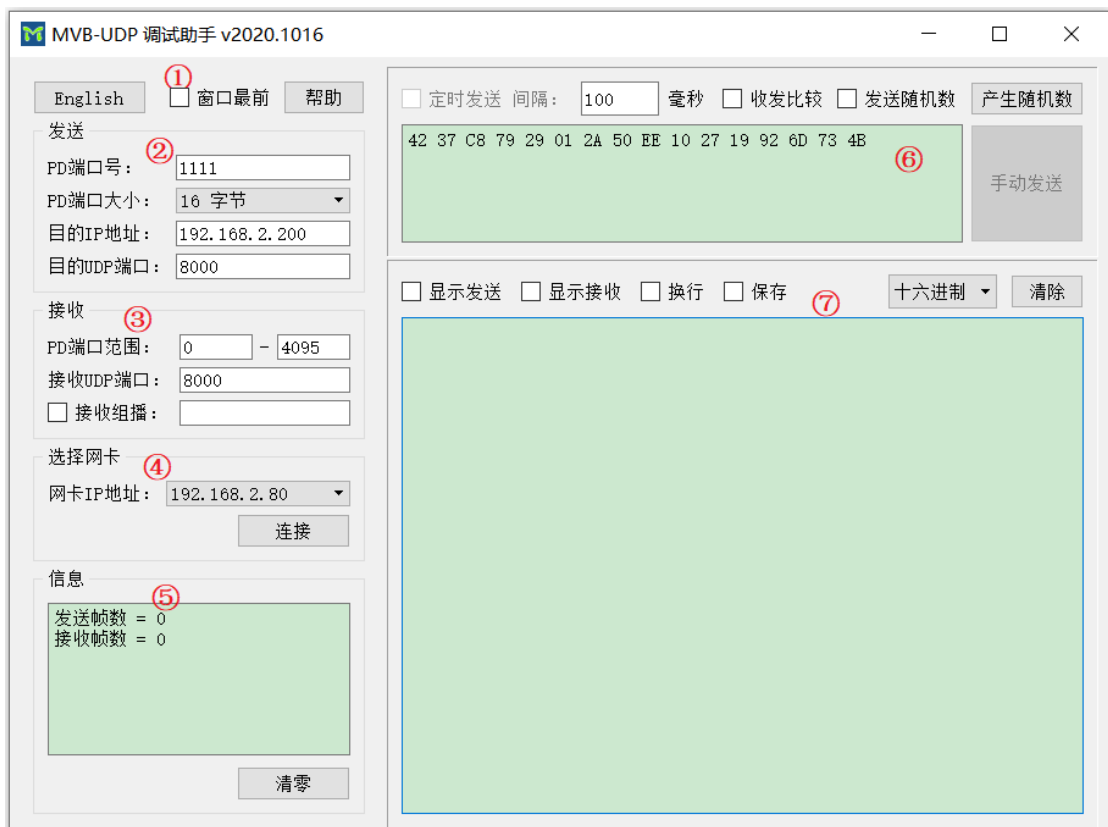 MVB-UDP 调试助手 v2020.1016
①
English 窗口最前 帮助
发送
②
PD端口号： 1111
PD端口大小： 16 字节
目的IP地址： 192.168.2.200
目的UDP端口： 8000
接收
③
PD端口范围： 0 - 4095
接收UDP端口： 8000
接收组播：
选择网卡
④
网卡IP地址： 192.168.2.80
连接
信息
⑤
发送帧数 = 0
接收帧数 = 0
清零
定时发送 间隔： 100 毫秒 收发比较 发送随机数 产生随机数
42 37 C8 79 29 01 2A 50 EE 10 27 19 92 6D 73 4B
⑥
手动发送
显示发送 显示接收 换行 保存 ⑦ 十六进制 清除